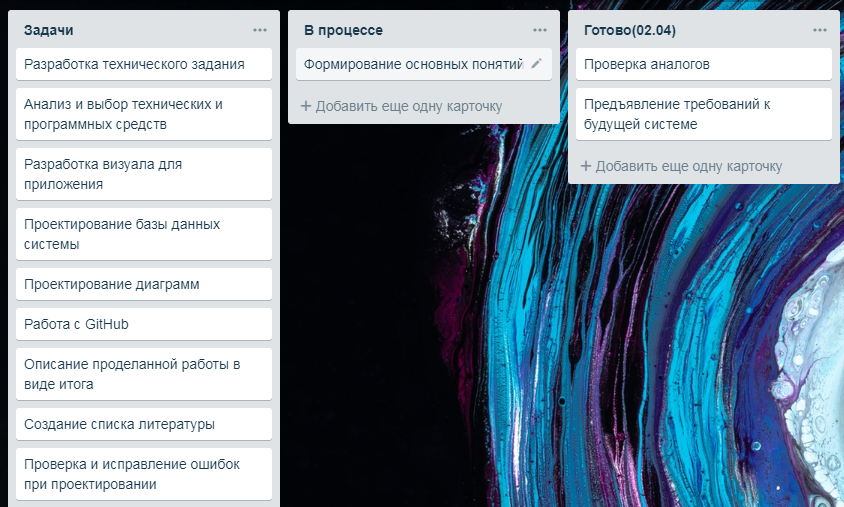 Задачи
Разработка технического задания
Анализ и выбор технических и
программных средств
Разработка визуала для
приложения
Проектирование базы данных
системы
Проектирование диаграмм
Работа с GitHub
Описание проделанной работы в
виде итога
Создание списка литературы
Проверка и исправление ошибок
при проектировании
В процессе
Формирование основных понятий
+ Добавить еще одну карточку
Готово(02.04)
Проверка аналогов
Предъявление требований к
будущей системе
+ Добавить еще одну карточку